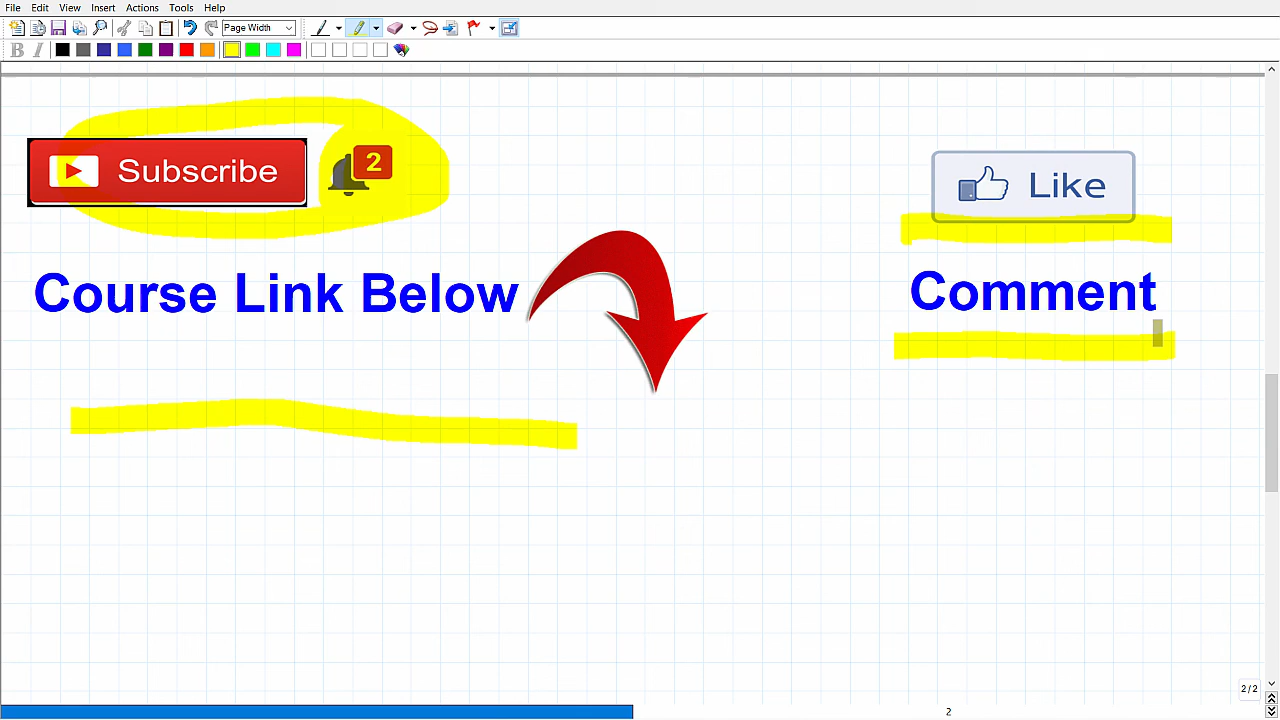 File Edit View Insert Actions Tools Help
Page Width
B I
Subscribe 2
Like
Course Link Below
Comment
2/2
2